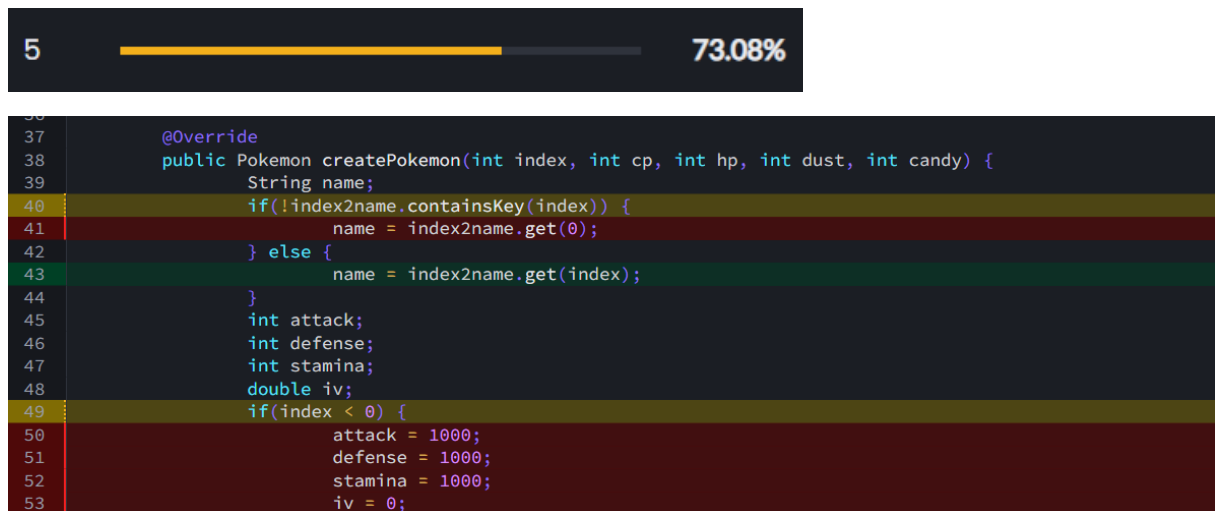 5 73.08%
37 @Override
38 public Pokemon createPokemon(int index, int cp, int hp, int dust, int candy) {
39 String name;
40 if(!index2name.containsKey(index)) {
41 name = index2name.get(0);
42 } else {
43 name = index2name.get(index);
44 }
45 int attack;
46 int defense;
47 int stamina;
48 double iv;
49 if(index < 0) {
50 attack = 1000;
51 defense = 1000;
52 stamina = 1000;
53 iv = 0;